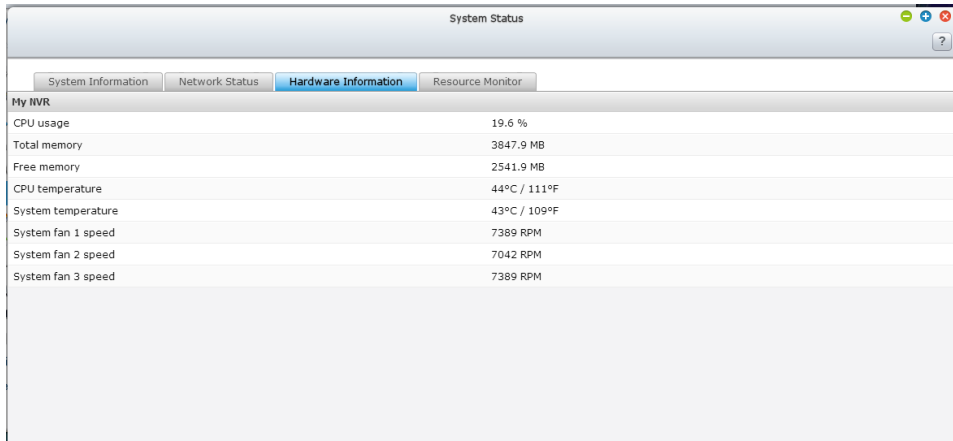 System Status
?
System Information Network Status Hardware Information Resource Monitor
My NVR
CPU usage 19.6 %
Total memory 3847.9 MB
Free memory 2541.9 MB
CPU temperature 44°C / 111°F
System temperature 43°C / 109°F
System fan 1 speed 7389 RPM
System fan 2 speed 7042 RPM
System fan 3 speed 7389 RPM